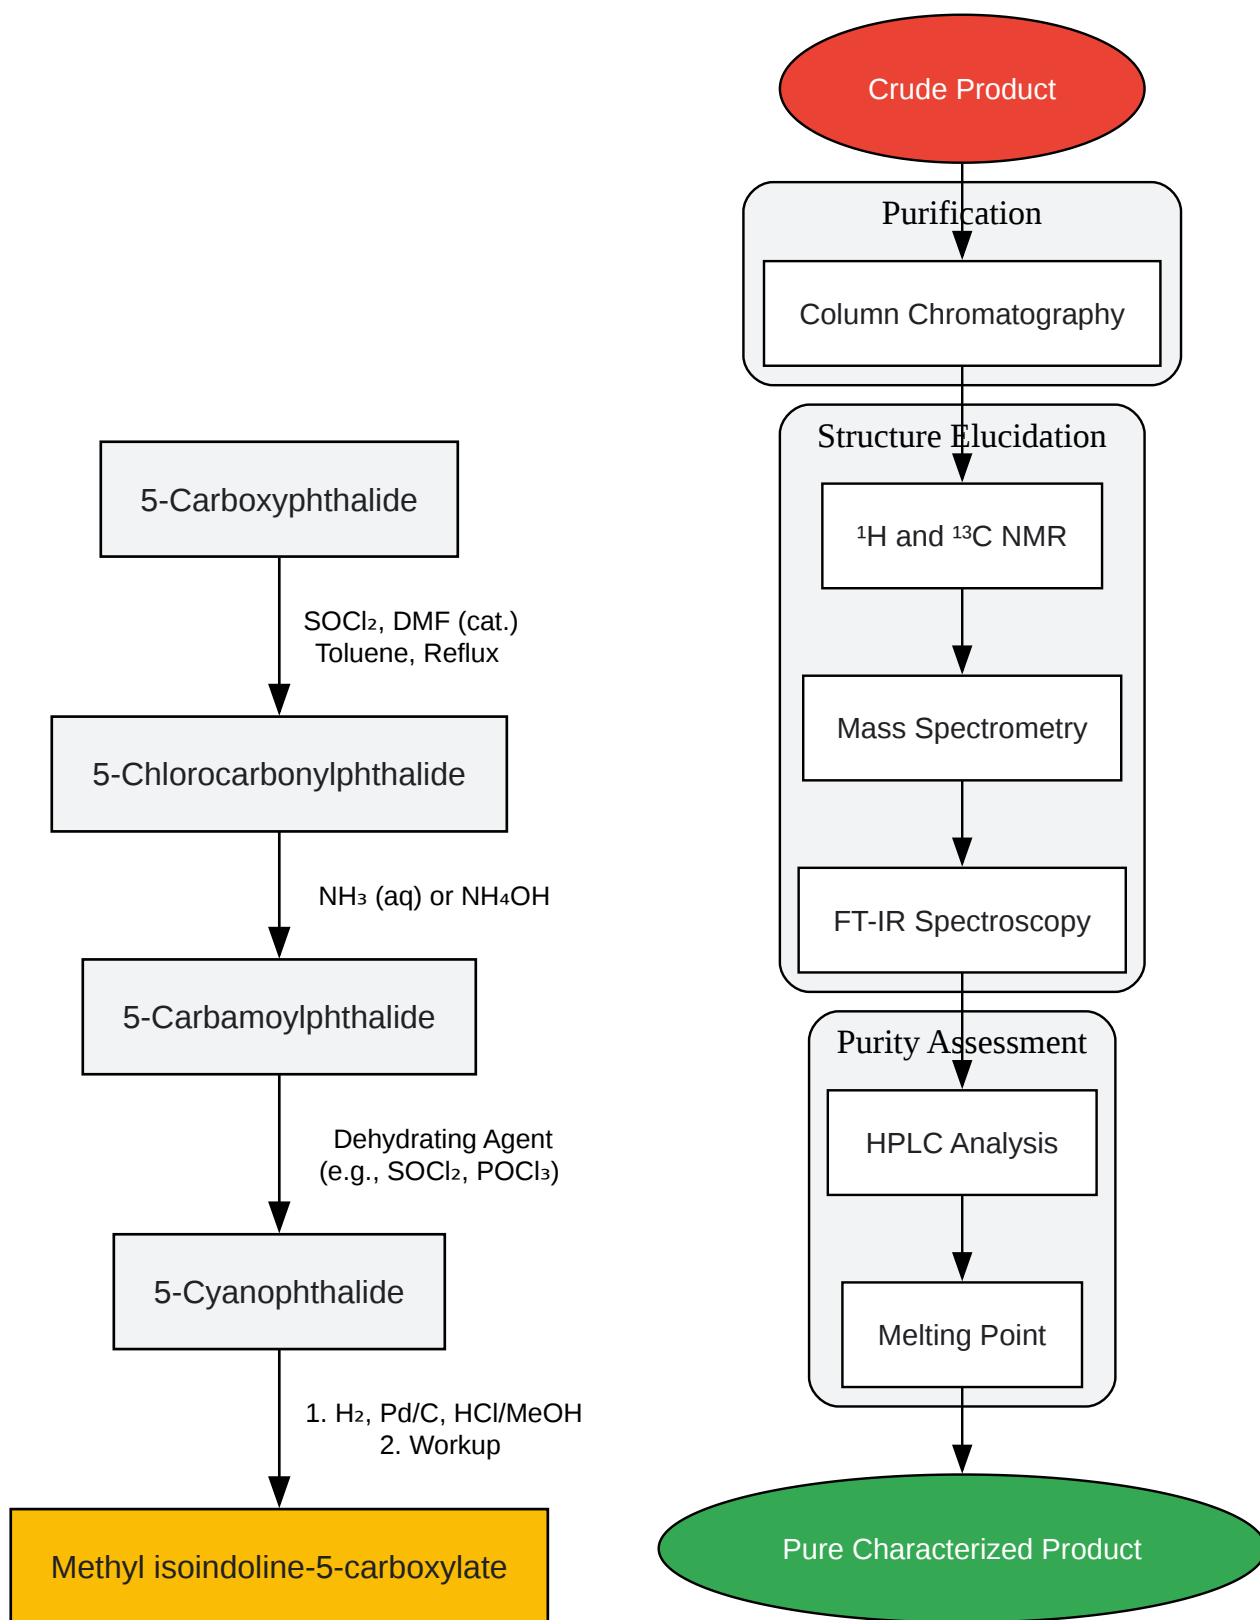 5-Carboxyphthalide
SOCl₂, DMF (cat.)
Toluene, Reflux
5-Chlorocarbonylphthalide
NH₃ (aq) or NH₄OH
5-Carbamoylphthalide
Dehydrating Agent
(e.g., SOCl₂, POCl₃)
5-Cyanophthalide
1. H₂, Pd/C, HCl/MeOH
2. Workup
Methyl isoindoline-5-carboxylate
Crude Product
Purification
Column Chromatography
Structure Elucidation
¹H and ¹³C NMR
Mass Spectrometry
FT-IR Spectroscopy
Purity Assessment
HPLC Analysis
Melting Point
Pure Characterized Product